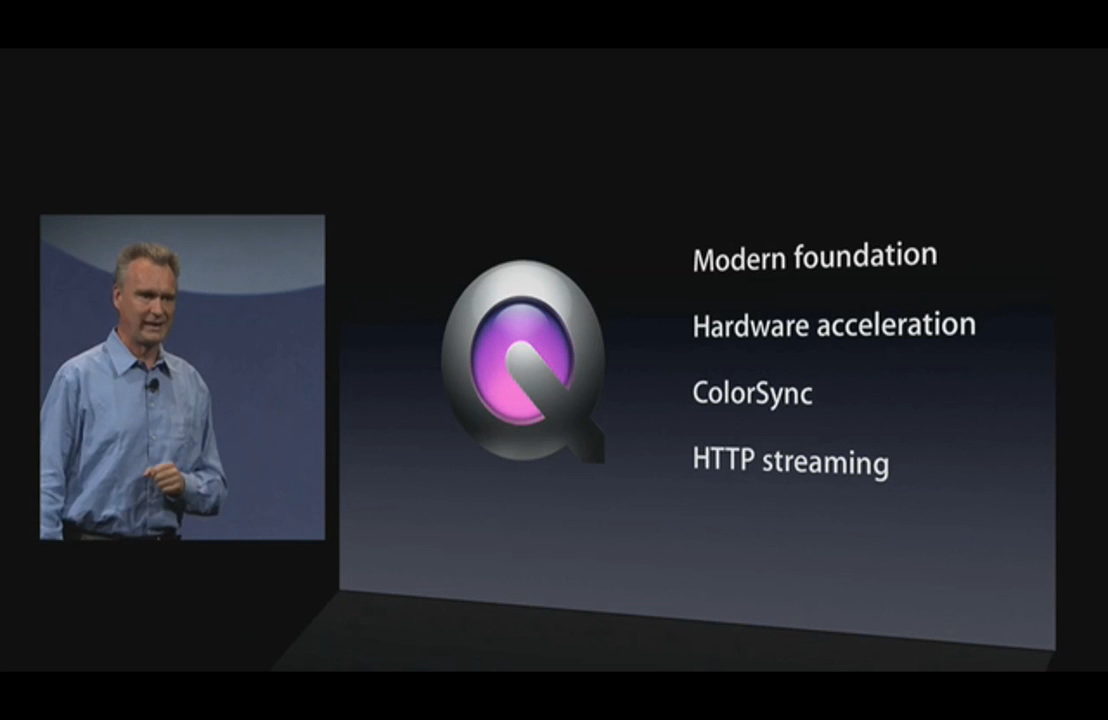 Modern foundation
Hardware acceleration
ColorSync
HTTP streaming